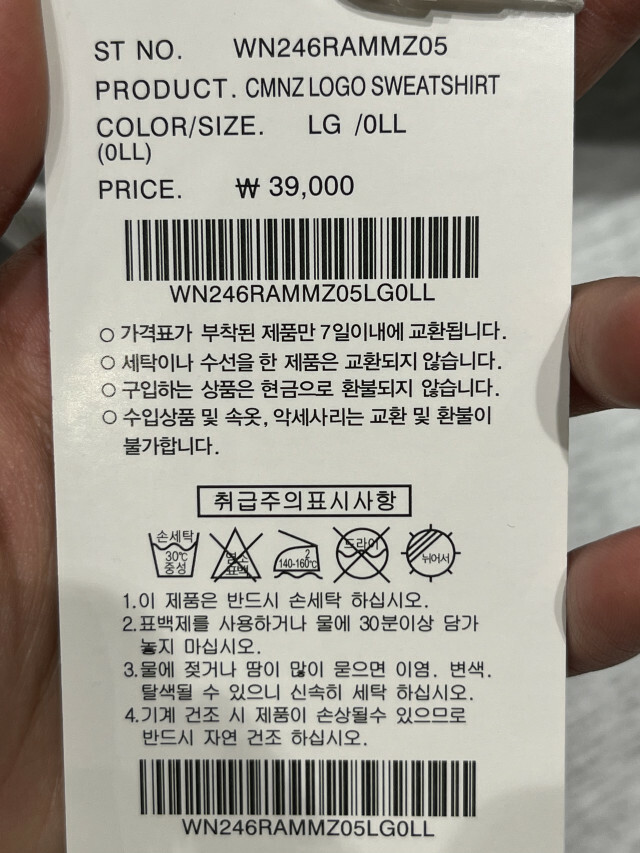 ST NO. WN246RAMMZ05
PRODUCT. CMNZ LOGO SWEATSHIRT
COLOR/SIZE. LG /0LL
(0LL)
PRICE. ₩ 39,000
WN246RAMMZ05LG0LL
○ 가격표가 부착된 제품만 7일이내에 교환됩니다.
○ 세탁이나 수선을 한 제품은 교환되지 않습니다.
○ 구입하는 상품은 현금으로 환불되지 않습니다.
○ 수입상품 및 속옷, 악세사리는 교환 및 환불이
불가합니다.
취급주의표시사항
손세탁 30℃ 중성
염소 표백
2 140-160℃
드라이
뉘어서
1.이 제품은 반드시 손세탁 하십시오.
2.표백제를 사용하거나 물에 30분이상 담가
놓지 마십시오.
3.물에 젖거나 땀이 많이 묻으면 이염. 변색.
탈색될 수 있으니 신속히 세탁 하십시오.
4.기계 건조 시 제품이 손상될수 있으므로
반드시 자연 건조 하십시오.
WN246RAMMZ05LG0LL